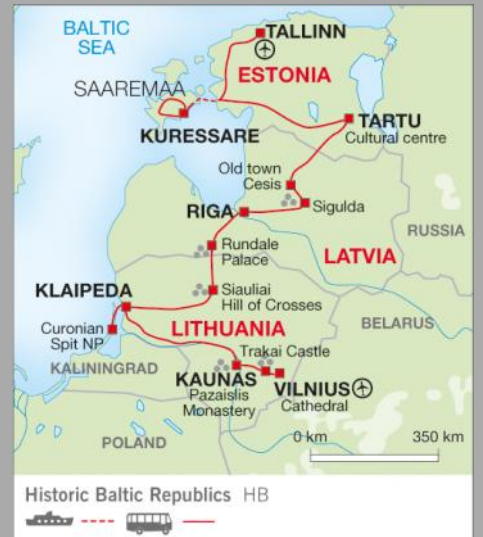 BALTIC
SEA
TALLINN
ESTONIA
SAAREMAA
KURESSARE
TARTU
Cultural centre
Old town
Cesis
Sigulda
RIGA
RUSSIA
Rundale
Palace
LATVIA
KLAIPEDA
Siauliai
Hill of Crosses
Curonian
Spit NP
LITHUANIA
BELARUS
Trakai Castle
KALININGRAD
KAUNAS
Pazaislis
Monastery
VILNIUS
Cathedral
POLAND
0 km 350 km
Historic Baltic Republics HB